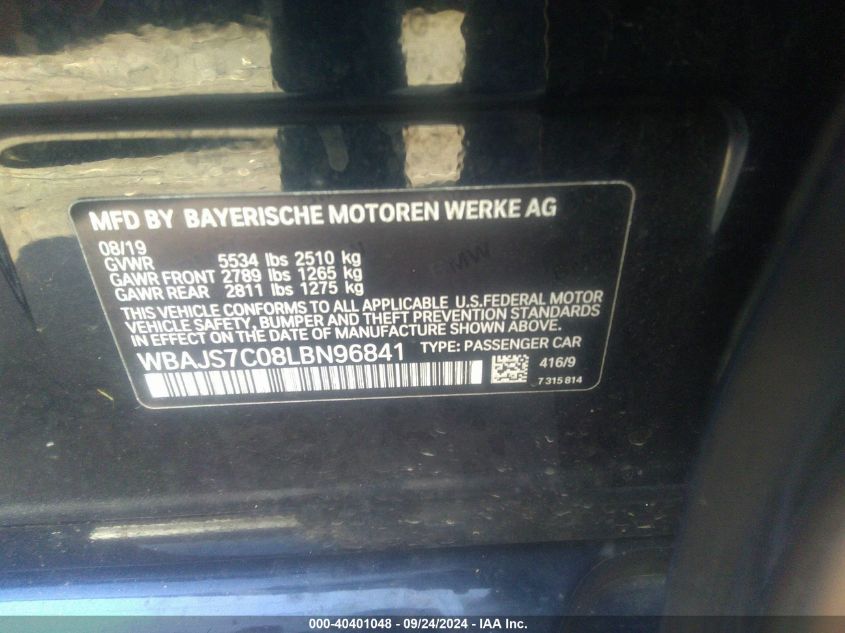 MFD BY BAYERISCHE MOTOREN WERKE AG
08/19
GVWR 5534 lbs 2510 kg
GAWR FRONT 2789 lbs 1265 kg
GAWR REAR 2811 lbs 1275 kg
THIS VEHICLE CONFORMS TO ALL APPLICABLE U.S.FEDERAL MOTOR
VEHICLE SAFETY, BUMPER AND THEFT PREVENTION STANDARDS
IN EFFECT ON THE DATE OF MANUFACTURE SHOWN ABOVE.
WBAJS7C08LBN96841 TYPE: PASSENGER CAR
416/9
7 315 814
000-40401048 - 09/24/2024 - IAA Inc.